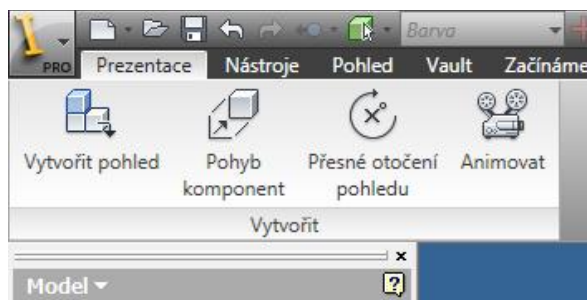 Barva
PRO Prezentace Nástroje Pohled Vault Začínáme
Vytvořit pohled Pohyb komponent Přesné otočení pohledu Animovat
Vytvořit
Model